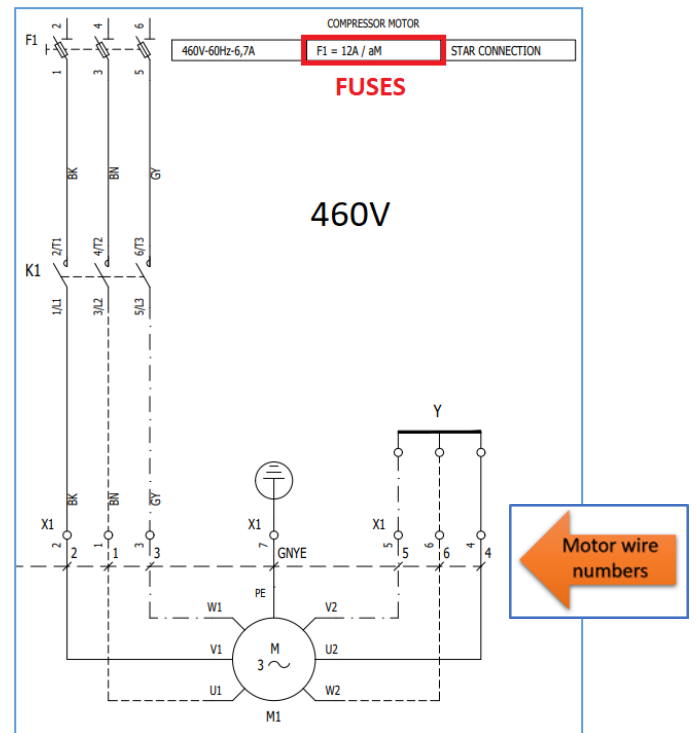 COMPRESSOR MOTOR
460V-60Hz-6,7A F1 = 12A / aM STAR CONNECTION
FUSES
2 4 6
F1
1 3 5
BK BN GY
460V
2/T1 4/T2 6/T3
K1
1/L1 3/L2 5/L3
Y
BK BN GY
X1 X1 X1
2 2 1 1 3 3 7 GNYE 5 5 6 6 4 4
Motor wire
numbers
PE
W1 V2
V1 M U2
3
U1 W2
M1